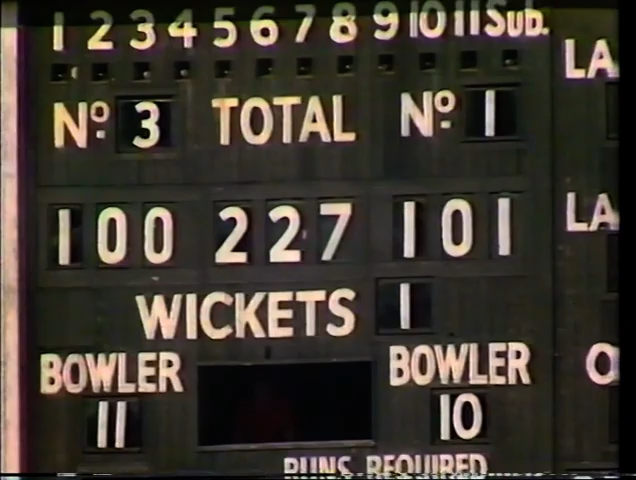 1 2 3 4 5 6 7 8 9 10 11 SUB.
LA
Nº 3 TOTAL Nº 1
100 227 101
LA
WICKETS 1
BOWLER BOWLER
O
11 10
RUNS REQUIRED